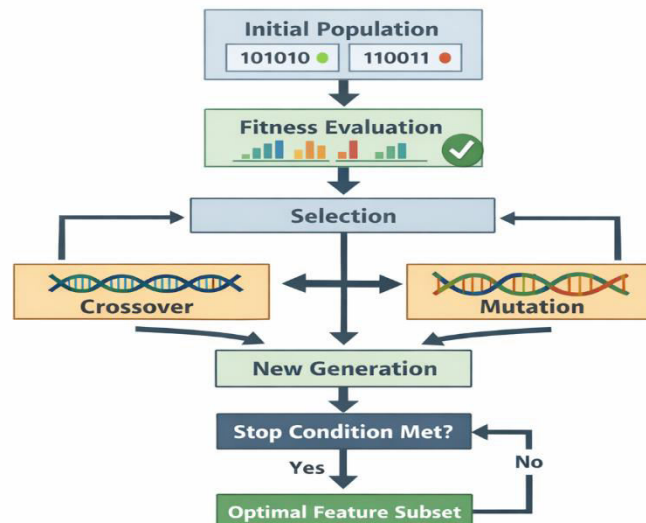 Initial Population
101010
110011
Fitness Evaluation
Selection
Crossover
Mutation
New Generation
Stop Condition Met?
Yes
No
Optimal Feature Subset